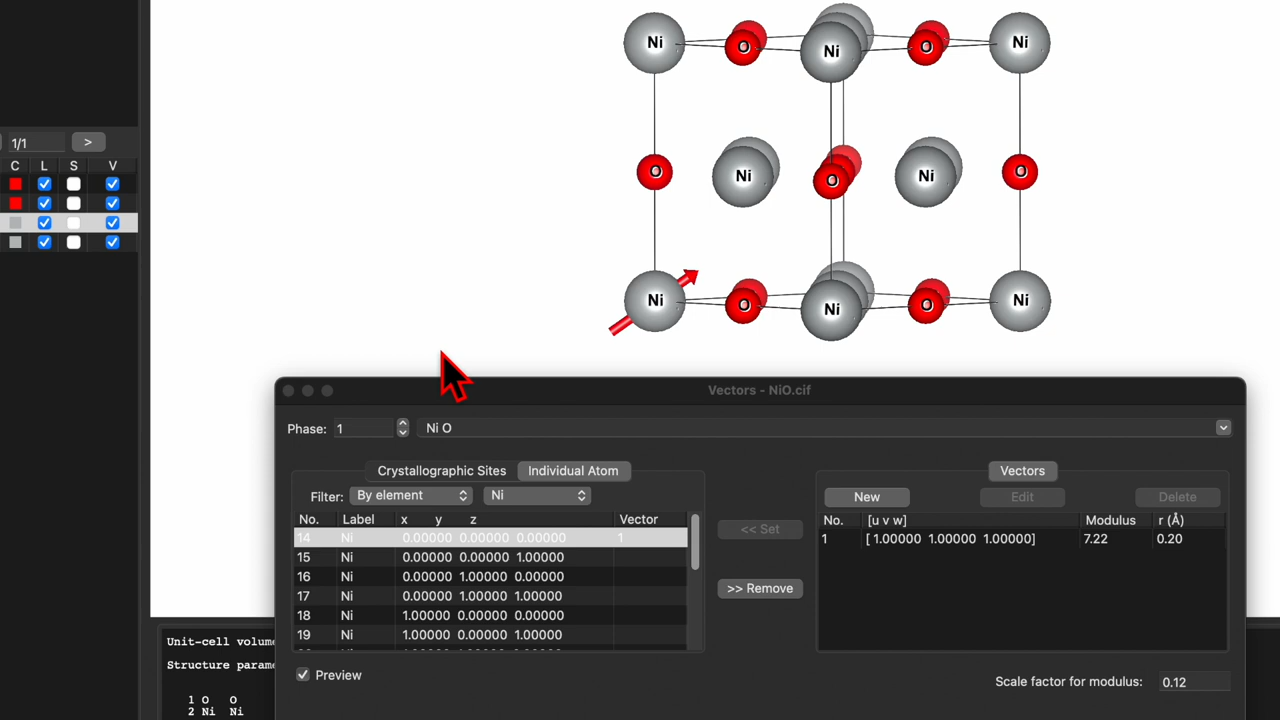 Ni O Ni O Ni
1/1 >
C L S V
O Ni O Ni O
Ni O Ni O Ni
Vectors - NiO.cif
Phase: 1 Ni O
Crystallographic Sites Individual Atom Vectors
Filter: By element Ni New Edit Delete
No. Label x y z Vector No. [u v w] Modulus r (Å)
14 Ni 0.00000 0.00000 0.00000 1 << Set 1 [ 1.00000 1.00000 1.00000] 7.22 0.20
15 Ni 0.00000 0.00000 1.00000
16 Ni 0.00000 1.00000 0.00000
17 Ni 0.00000 1.00000 1.00000 >> Remove
18 Ni 1.00000 0.00000 0.00000
19 Ni 1.00000 0.00000 1.00000
Unit-cell volume
Structure parame
Preview Scale factor for modulus: 0.12
1 O O
2 Ni Ni